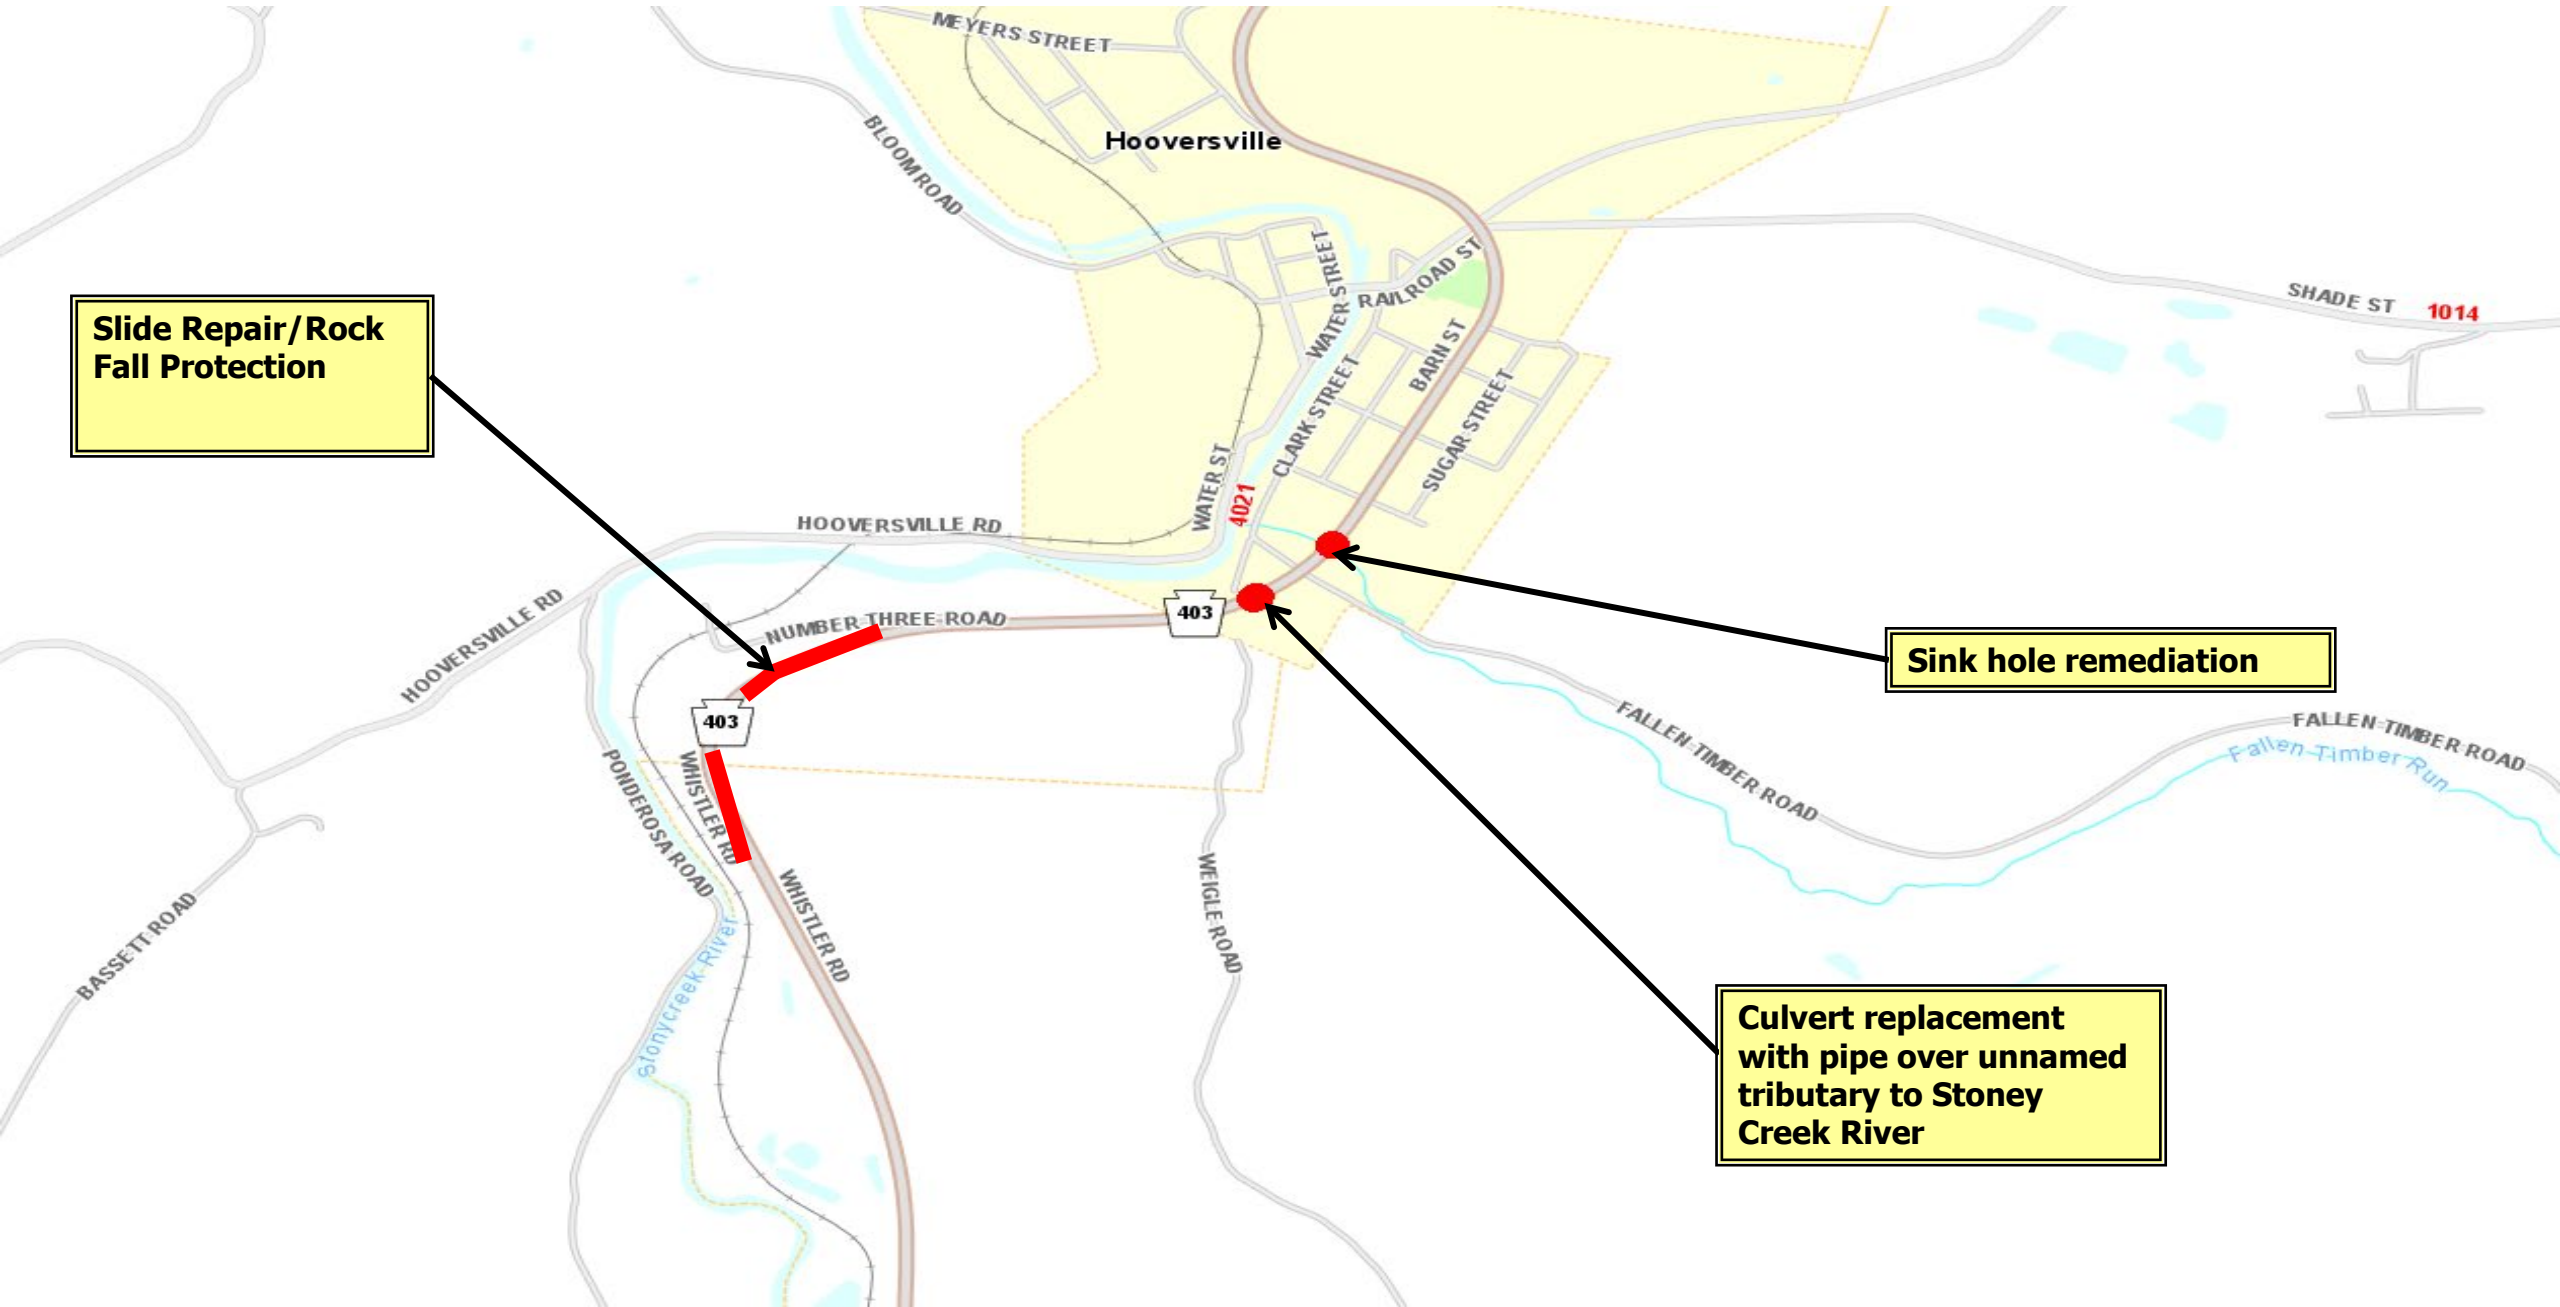 MEYERS STREET
Hooversville
BLOOM ROAD
WATER STREET
RAILROAD ST
SHADE ST
1014
Slide Repair/Rock
Fall Protection
WATER STREET
BARN ST
CLARK STREET
SUGAR STREET
WATER ST
4021
HOOVERSVILLE RD
HOOVERSVILLE RD
NUMBER THREE ROAD
403
Sink hole remediation
403
FALLEN TIMBER ROAD
FALLEN TIMBER ROAD
Fallen Timber Run
PONDEROSA ROAD
WHISTLER RD
WHISTLER RD
WEIGLE ROAD
BASSETT ROAD
Stonycreek River
Culvert replacement
with pipe over unnamed
tributary to Stoney
Creek River